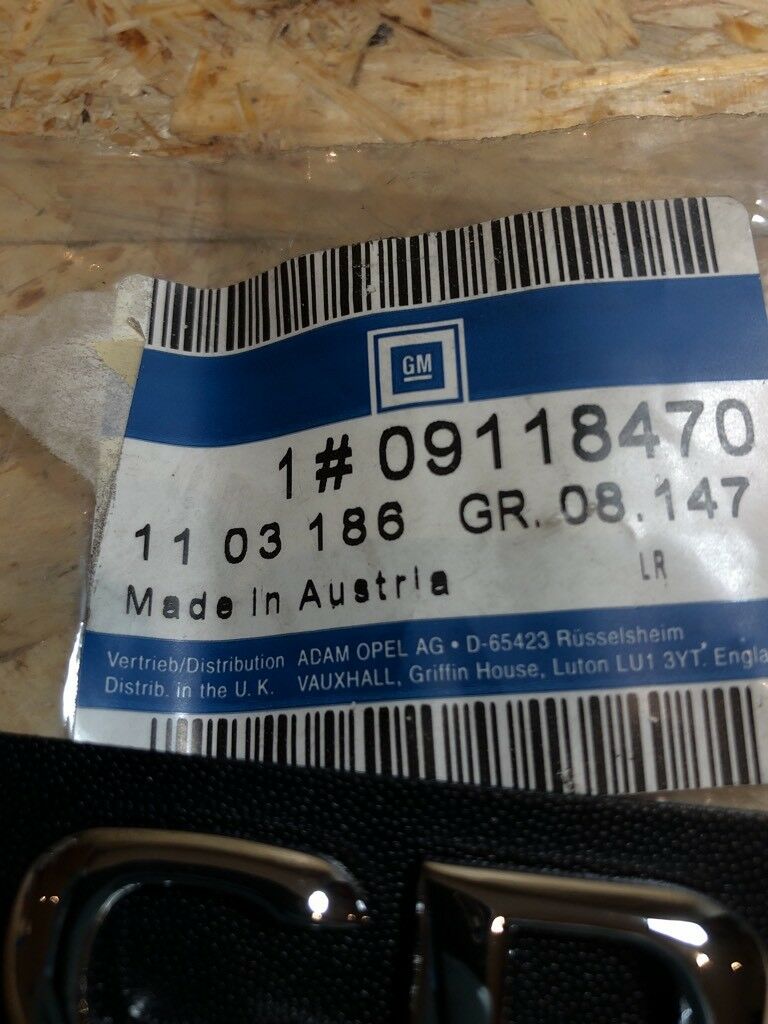 GM
1 # 09118470
11 03 186 GR. 08.147
Made in Austria LR
Vertrieb/Distribution ADAM OPEL AG • D-65423 Rüsselsheim
Distrib. in the U. K. VAUXHALL, Griffin House, Luton LU1 3YT. Engla
CD